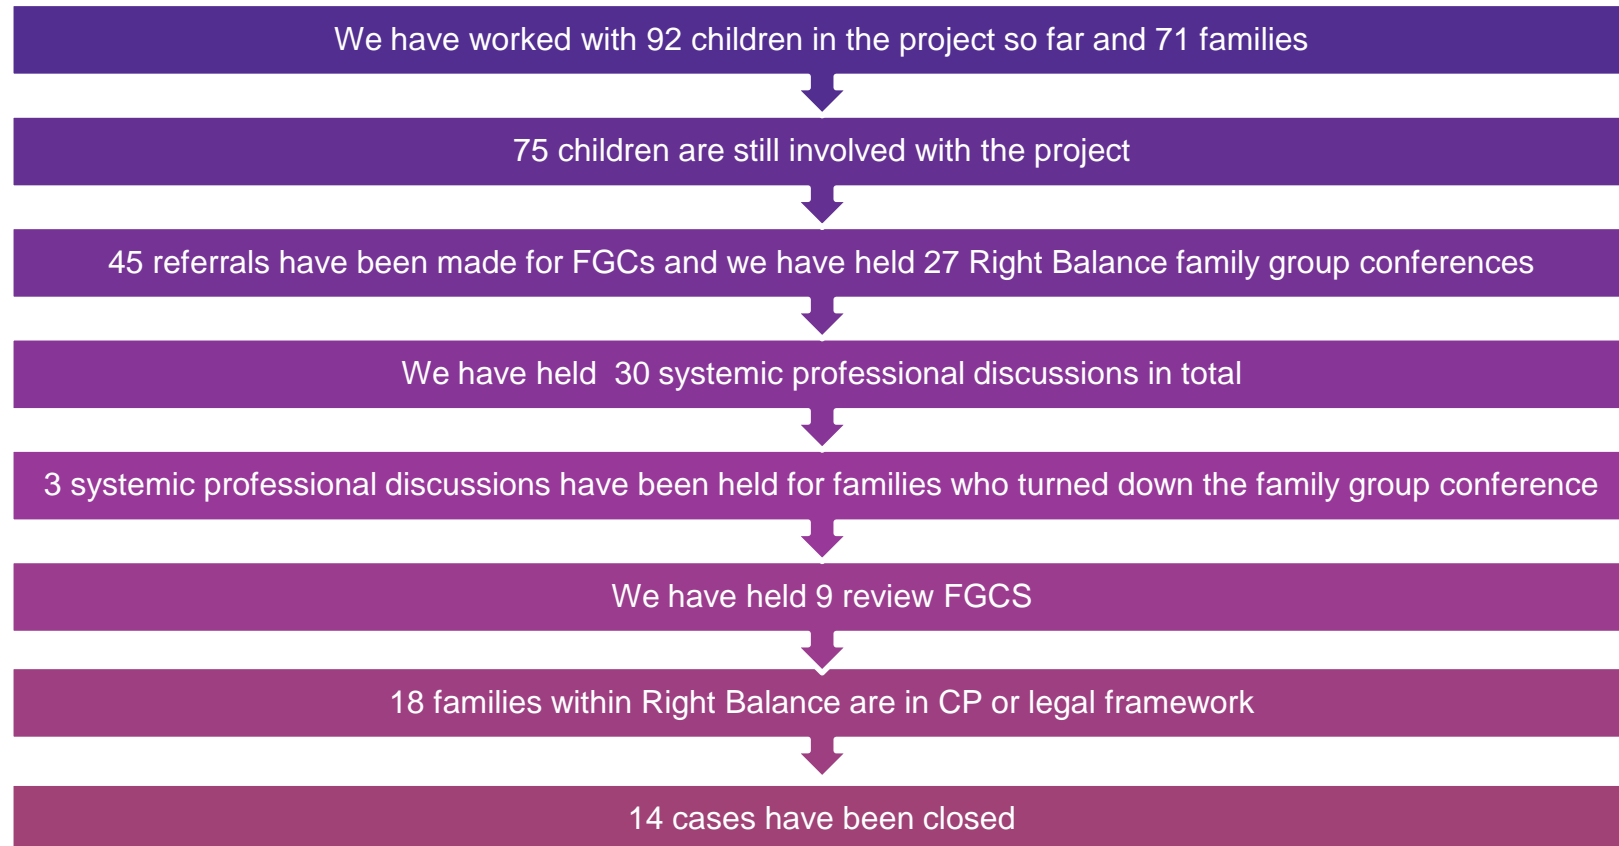 We have worked with 92 children in the project so far and 71 families
75 children are still involved with the project
45 referrals have been made for FGCs and we have held 27 Right Balance family group conferences
We have held  30 systemic professional discussions in total
3 systemic professional discussions have been held for families who turned down the family group conference
We have held 9 review FGCS
18 families within Right Balance are in CP or legal framework
14 cases have been closed